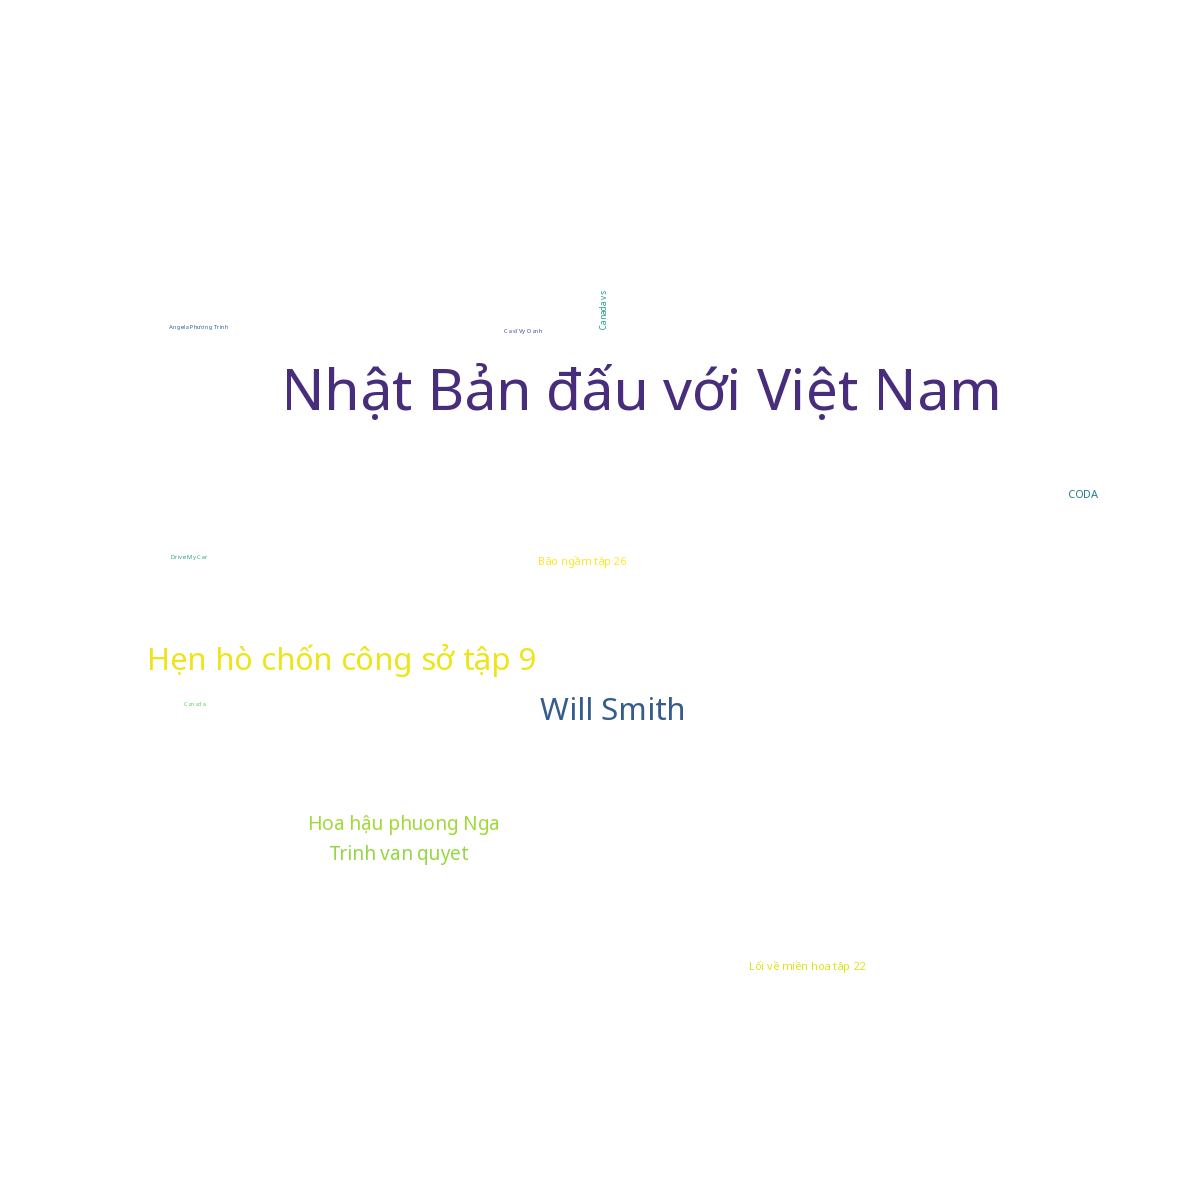 Canada vs
Angela Phương Trinh
Ca sĩ Vy Oanh
Nhật Bản đấu với Việt Nam
CODA
Drive My Car
Bão ngầm tập 26
Hẹn hò chốn công sở tập 9
Canada
Will Smith
Hoa hậu phuong Nga
Trinh van quyet
Lối về miền hoa tập 22